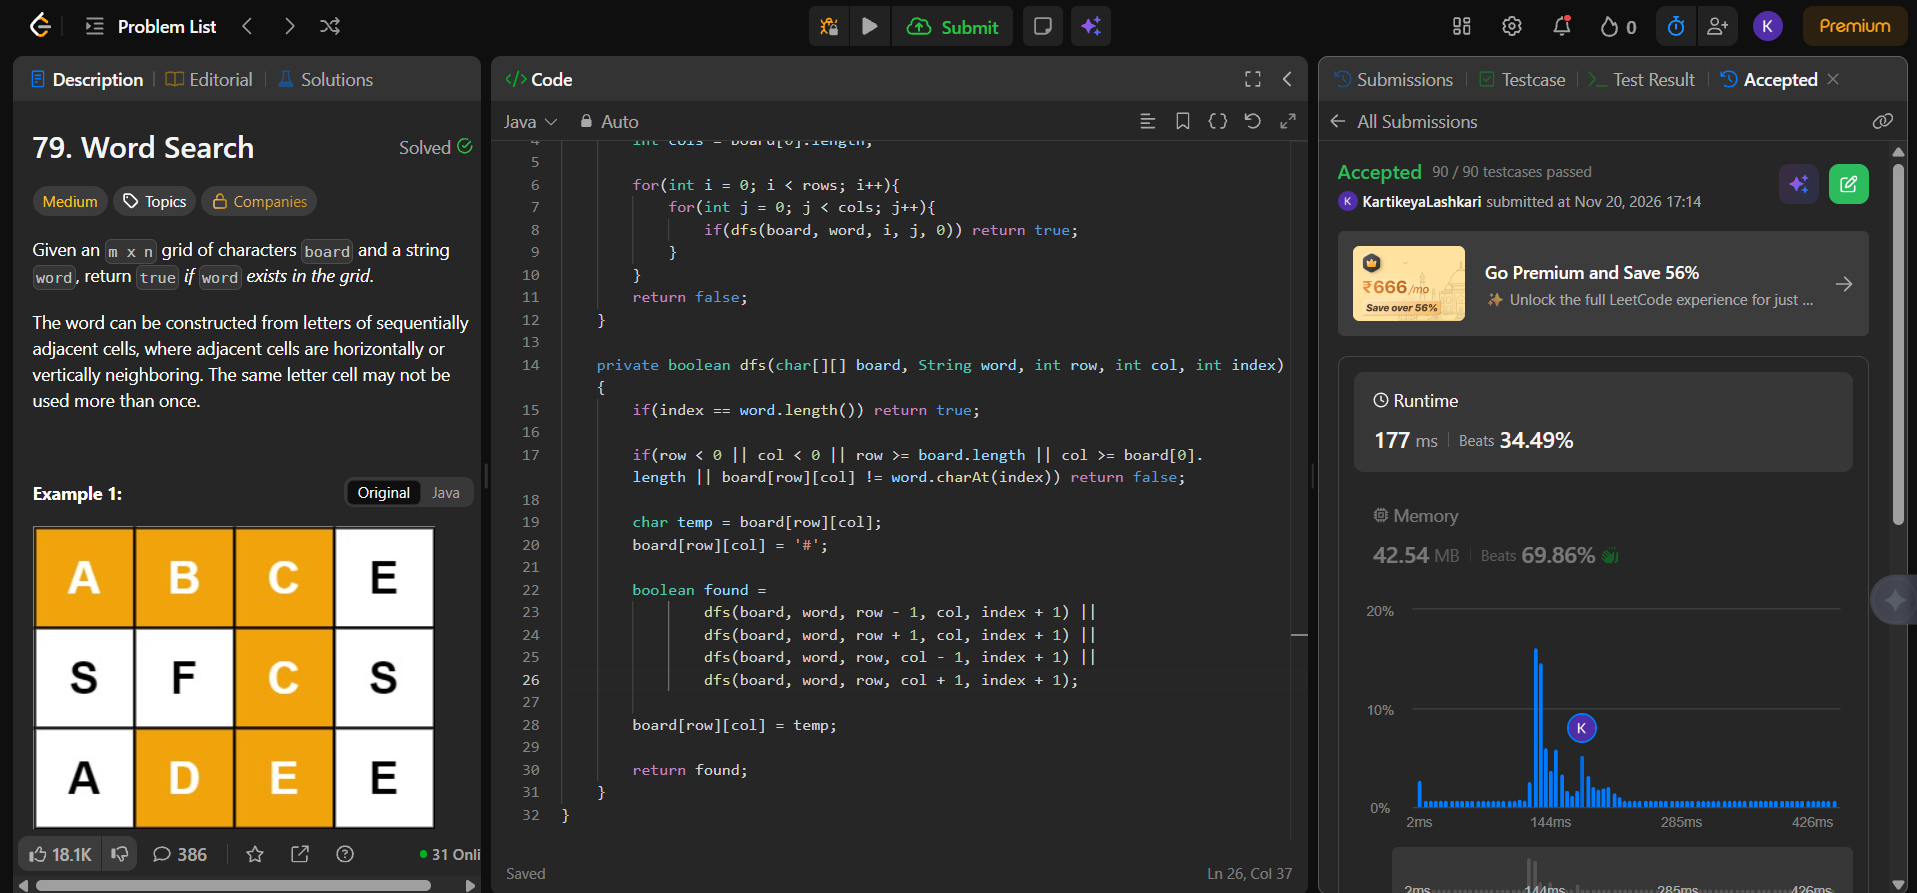 Problem List
Submit
0
K
Premium
Description
Editorial
Solutions
79. Word Search
Solved
Medium
Topics
Companies
Given an m x n grid of characters board and a string
word, return true if word exists in the grid.
The word can be constructed from letters of sequentially
adjacent cells, where adjacent cells are horizontally or
vertically neighboring. The same letter cell may not be
used more than once.
Example 1:
Original
Java
A B C E
S F C S
A D E E
18.1K
386
31 Onli
</> Code
Java
Auto
4 int cols = board[0].length;
5
6 for(int i = 0; i < rows; i++){
7 for(int j = 0; j < cols; j++){
8 if(dfs(board, word, i, j, 0)) return true;
9 }
10 }
11 return false;
12 }
13
14 private boolean dfs(char[][] board, String word, int row, int col, int index)
{
15 if(index == word.length()) return true;
16
17 if(row < 0 || col < 0 || row >= board.length || col >= board[0].
length || board[row][col] != word.charAt(index)) return false;
18
19 char temp = board[row][col];
20 board[row][col] = '#';
21
22 boolean found =
23 dfs(board, word, row - 1, col, index + 1) ||
24 dfs(board, word, row + 1, col, index + 1) ||
25 dfs(board, word, row, col - 1, index + 1) ||
26 dfs(board, word, row, col + 1, index + 1);
27
28 board[row][col] = temp;
29
30 return found;
31 }
32 }
Saved
Ln 26, Col 37
Submissions
Testcase
Test Result
Accepted
All Submissions
Accepted 90 / 90 testcases passed
K KartikeyaLashkari submitted at Nov 20, 2026 17:14
₹666 /mo
Save over 56%
Go Premium and Save 56%
✨ Unlock the full LeetCode experience for just ...
Runtime
177 ms | Beats 34.49%
Memory
42.54 MB | Beats 69.86%
20%
10%
K
0%
2ms 144ms 285ms 426ms
2ms 144ms 285ms 426ms